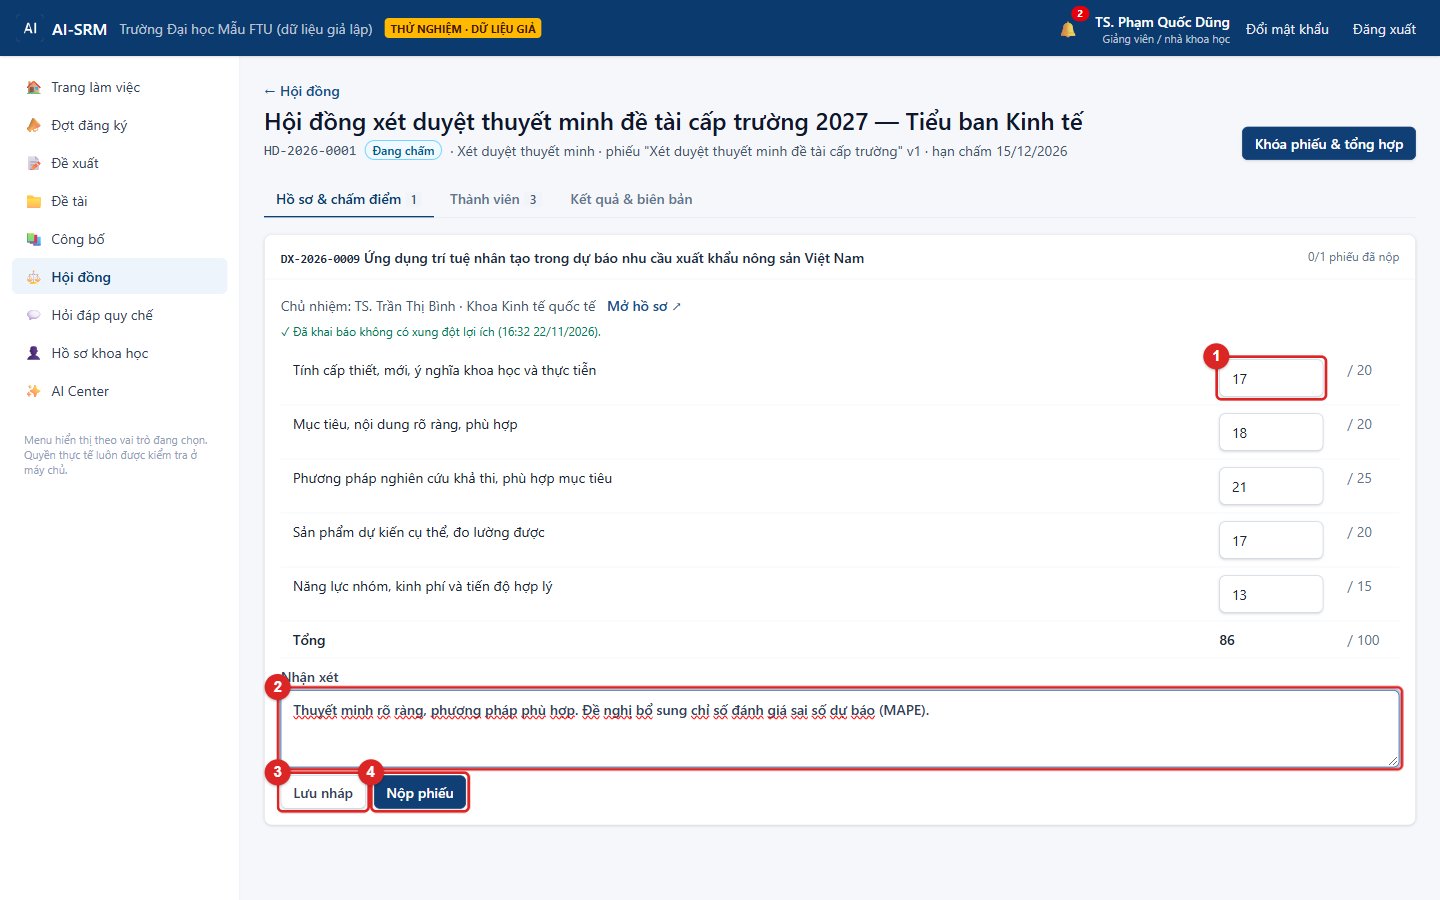 AI AI-SRM Trường Đại học Mẫu FTU (dữ liệu giả lập) THỬ NGHIỆM · DỮ LIỆU GIẢ
2 TS. Phạm Quốc Dũng Đổi mật khẩu Đăng xuất
Giảng viên / nhà khoa học
Trang làm việc
Đợt đăng ký
Đề xuất
Đề tài
Công bố
Hội đồng
Hỏi đáp quy chế
Hồ sơ khoa học
AI Center
Menu hiển thị theo vai trò đang chọn.
Quyền thực tế luôn được kiểm tra ở
máy chủ.
← Hội đồng
Hội đồng xét duyệt thuyết minh đề tài cấp trường 2027 — Tiểu ban Kinh tế
HD-2026-0001 Đang chấm · Xét duyệt thuyết minh · phiếu "Xét duyệt thuyết minh đề tài cấp trường" v1 · hạn chấm 15/12/2026
Khóa phiếu & tổng hợp
Hồ sơ & chấm điểm 1 Thành viên 3 Kết quả & biên bản
DX-2026-0009 Ứng dụng trí tuệ nhân tạo trong dự báo nhu cầu xuất khẩu nông sản Việt Nam 0/1 phiếu đã nộp
Chủ nhiệm: TS. Trần Thị Bình · Khoa Kinh tế quốc tế Mở hồ sơ ↗
✓ Đã khai báo không có xung đột lợi ích (16:32 22/11/2026).
1
Tính cấp thiết, mới, ý nghĩa khoa học và thực tiễn 17 / 20
Mục tiêu, nội dung rõ ràng, phù hợp 18 / 20
Phương pháp nghiên cứu khả thi, phù hợp mục tiêu 21 / 25
Sản phẩm dự kiến cụ thể, đo lường được 17 / 20
Năng lực nhóm, kinh phí và tiến độ hợp lý 13 / 15
Tổng 86 / 100
Nhận xét
2
Thuyết minh rõ ràng, phương pháp phù hợp. Đề nghị bổ sung chỉ số đánh giá sai số dự báo (MAPE).
3 4
Lưu nháp Nộp phiếu